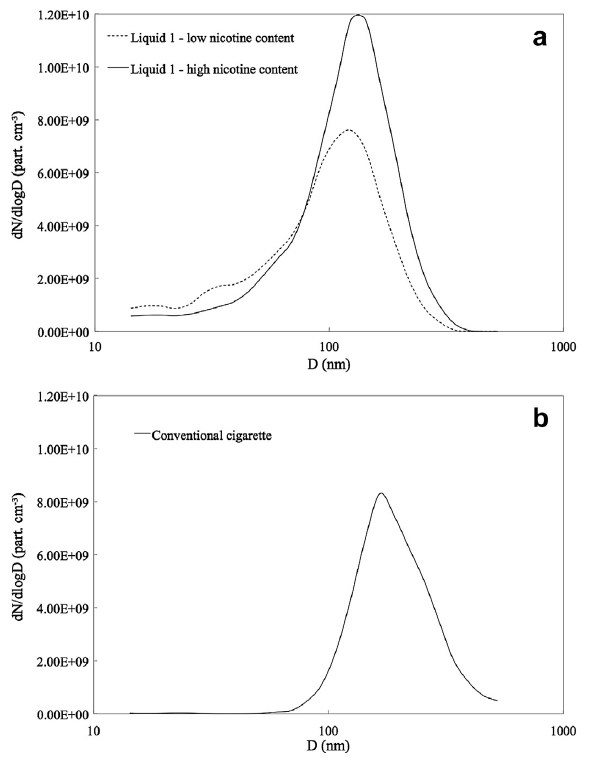 1.20E+10
1.00E+10
8.00E+09
6.00E+09
4.00E+09
2.00E+09
0.00E+00
dN/dlogD (part. cm⁻³)
Liquid 1 - low nicotine content
Liquid 1 - high nicotine content
a
10 100 1000
D (nm)
1.20E+10
1.00E+10
8.00E+09
6.00E+09
4.00E+09
2.00E+09
0.00E+00
dN/dlogD (part. cm⁻³)
Conventional cigarette
b
10 100 1000
D (nm)